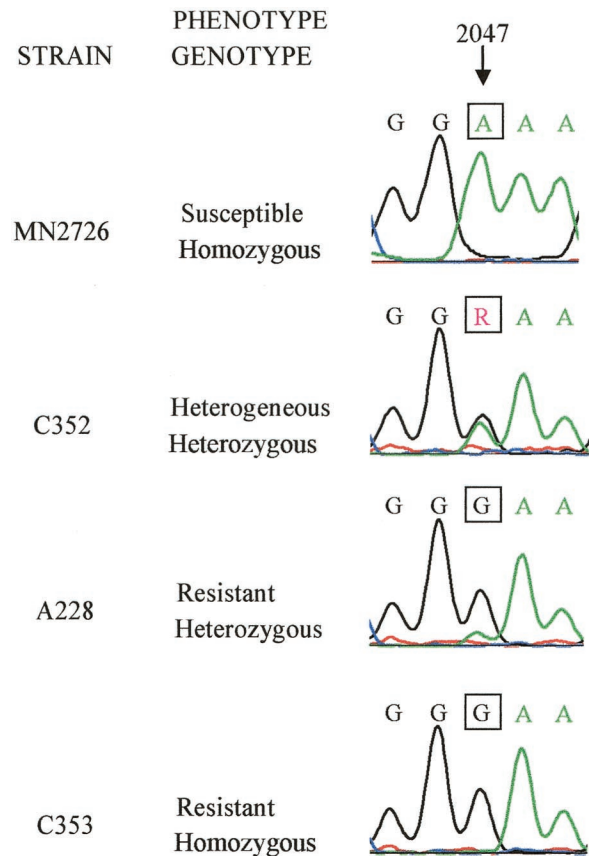 PHENOTYPE 2047
STRAIN GENOTYPE
G G A A A
Susceptible
MN2726
Homozygous
G G R A A
Heterogeneous
C352
Heterozygous
G G G A A
Resistant
A228
Heterozygous
G G G A A
Resistant
C353
Homozygous